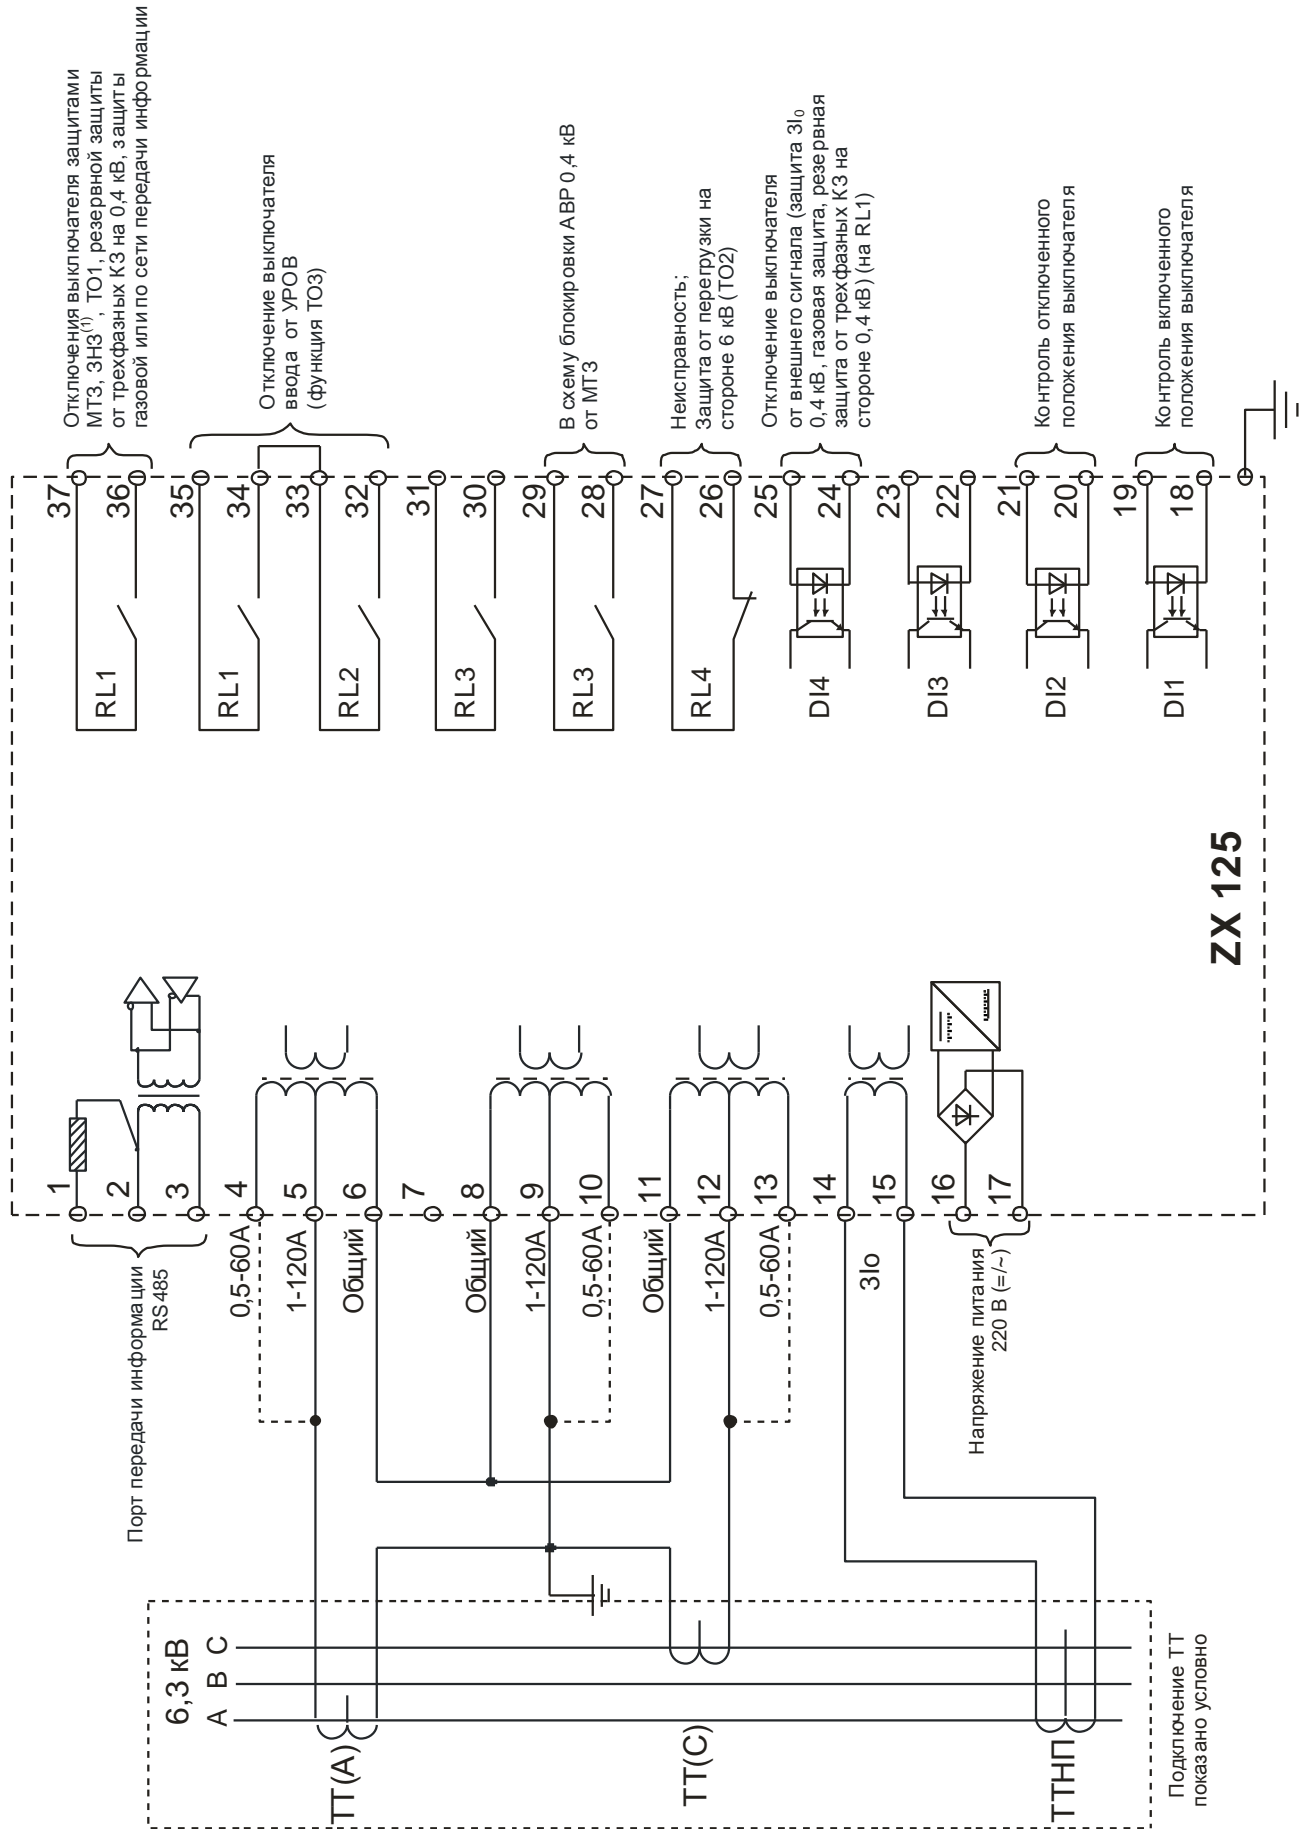 Отключения выключателя защитами
МТЗ, ЗНЗ(1), ТО1, резервной защиты
от трехфазных КЗ на 0,4 кВ, защиты
газовой или по сети передачи информации
Отключение выключателя
ввода от УРОВ
(функция ТО3)
В схему блокировки АВР 0,4 кВ
от МТЗ
Неисправность;
Защита от перегрузки на
стороне 6 кВ (ТО2)
Отключение выключателя
от внешнего сигнала (защита 3I0
0,4 кВ, газовая защита, резервная
защита от трехфазных КЗ на
стороне 0,4 кВ) (на RL1)
Контроль отключенного
положения выключателя
Контроль включенного
положения выключателя
37
36
35
34
33
32
31
30
29
28
27
26
25
24
23
22
21
20
19
18
RL1
RL1
RL2
RL3
RL3
RL4
DI4
DI3
DI2
DI1
ZX 125
1
2
3
4
5
6
7
8
9
10
11
12
13
14
15
16
17
Порт передачи информации
RS485
0,5-60А
1-120А
Общий
Общий
1-120А
0,5-60А
Общий
1-120А
0,5-60А
3Io
Напряжение питания
220 В (=/~)
6,3 кВ
A B C
ТТ(А)
ТТ(С)
ТТНП
Подключение ТТ
показано условно